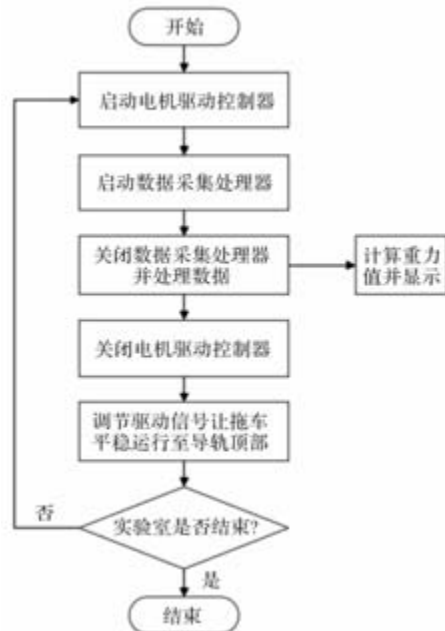 开始
启动电机驱动控制器
启动数据采集处理器
关闭数据采集处理器
并处理数据
计算重力
值并显示
关闭电机驱动控制器
调节驱动信号让拖车
平稳运行至导轨顶部
否
实验室是否结束?
是
结束